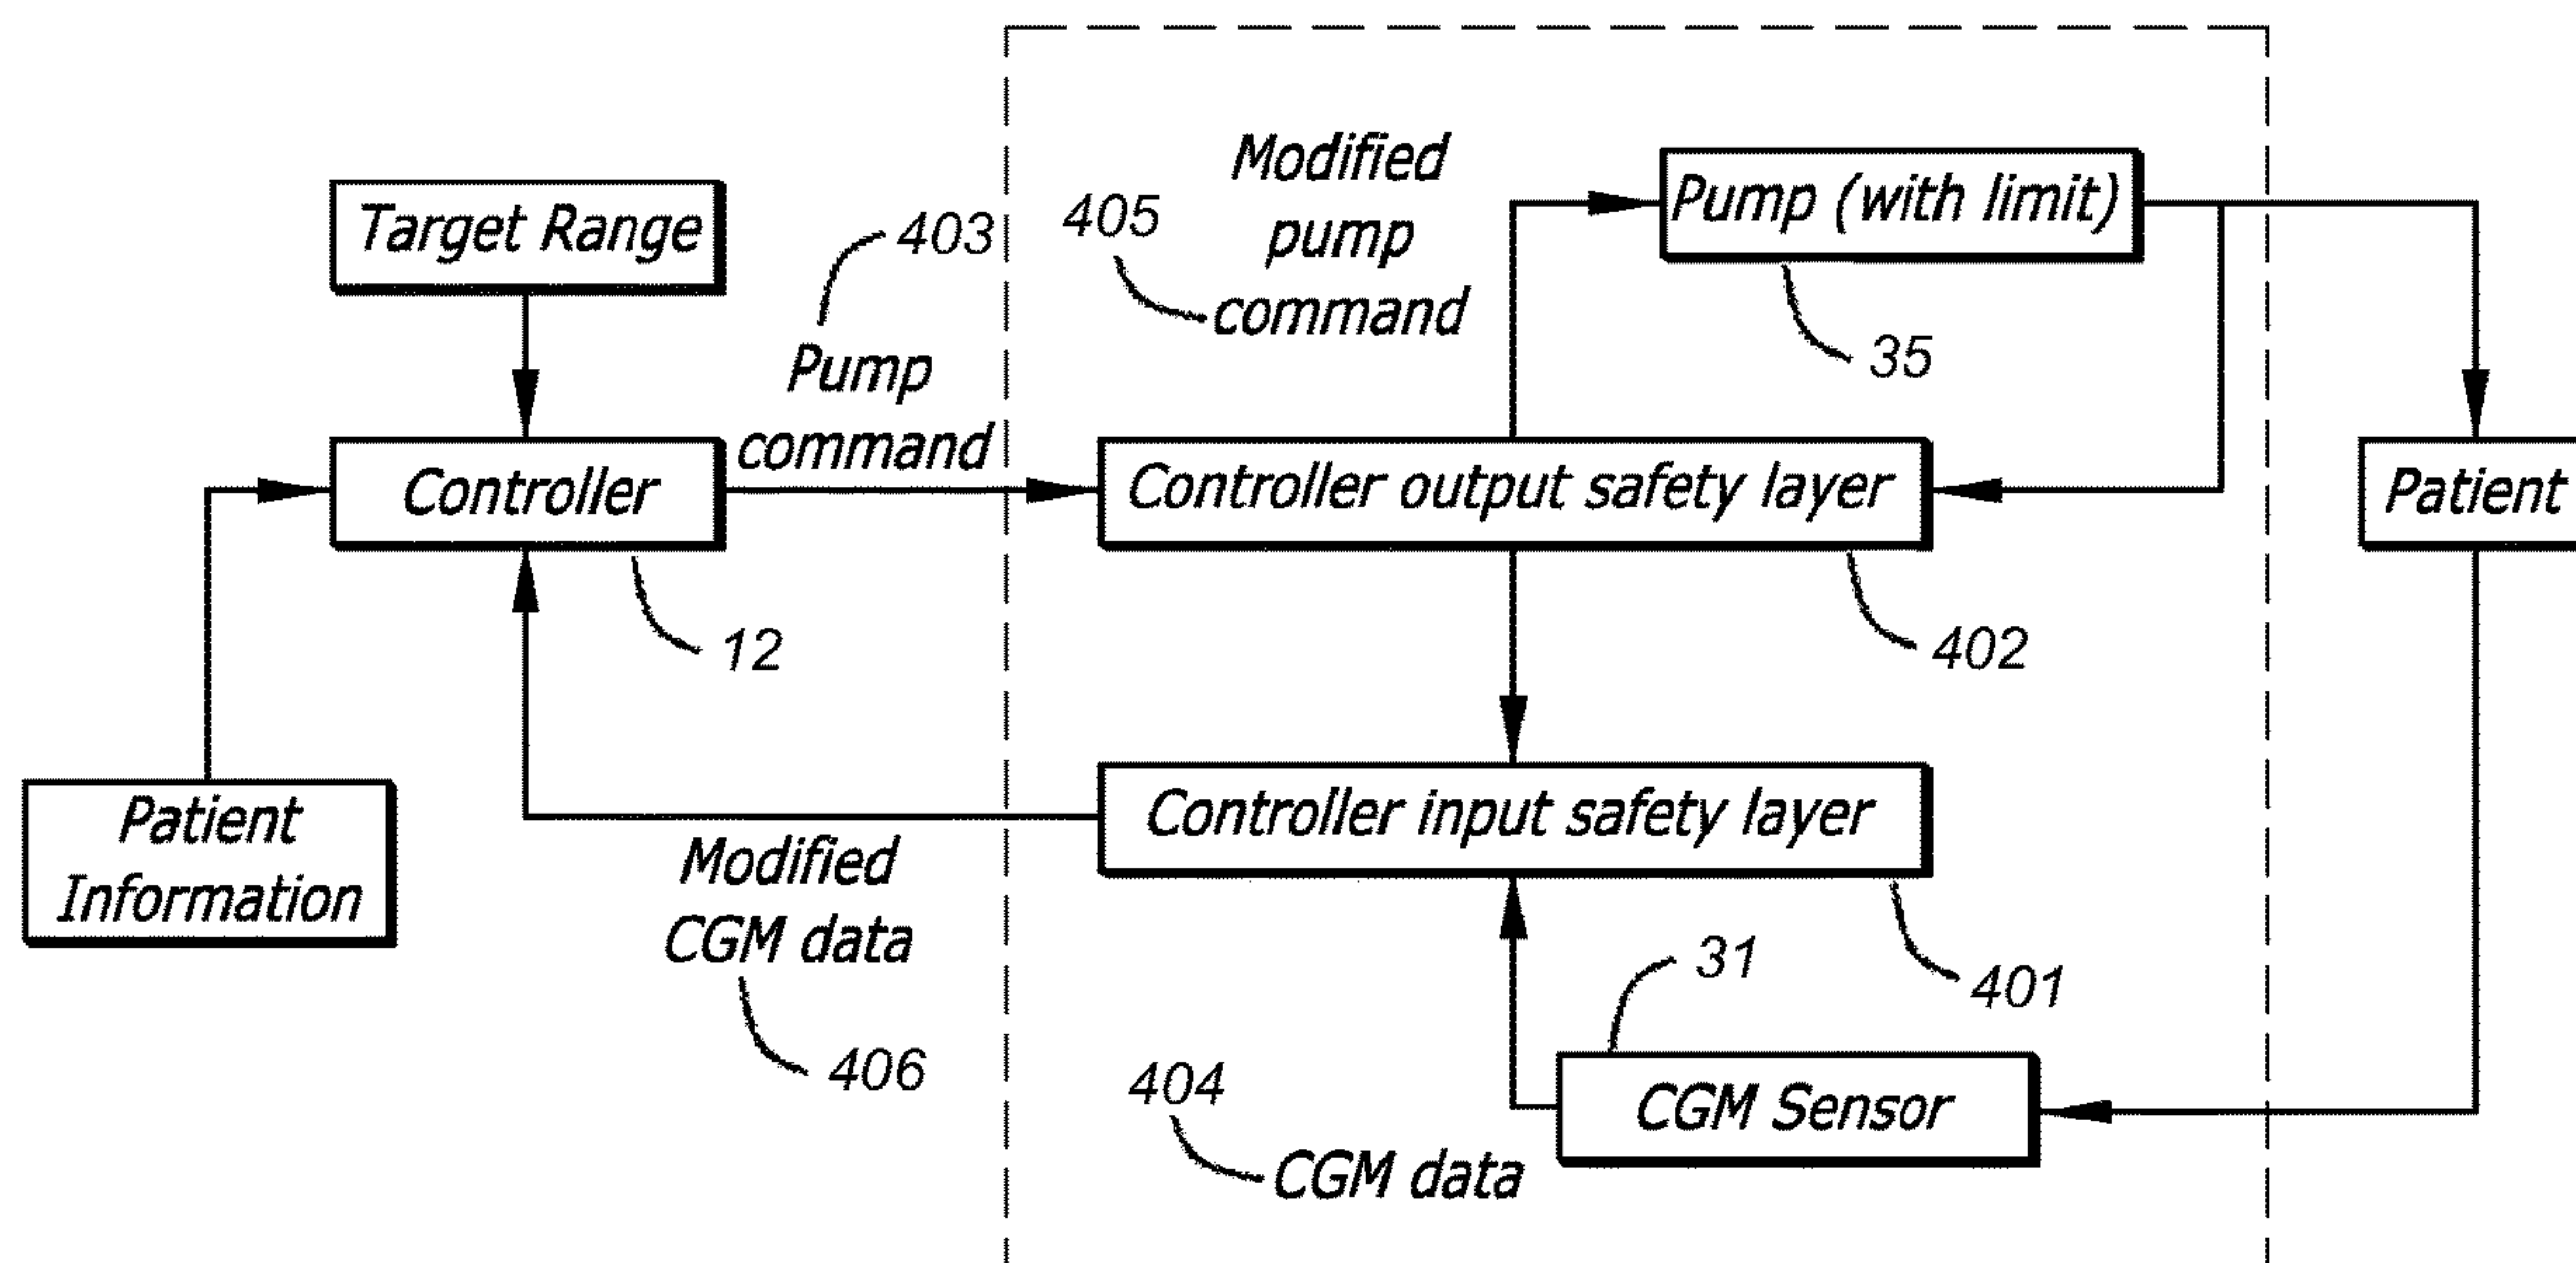 Target Range
403
Pump
command
405
Modified
pump
command
Pump (with limit)
35
Controller
12
Controller output safety layer
402
Patient
Patient
Information
Modified
CGM data
406
Controller input safety layer
401
31
CGM Sensor
404
CGM data